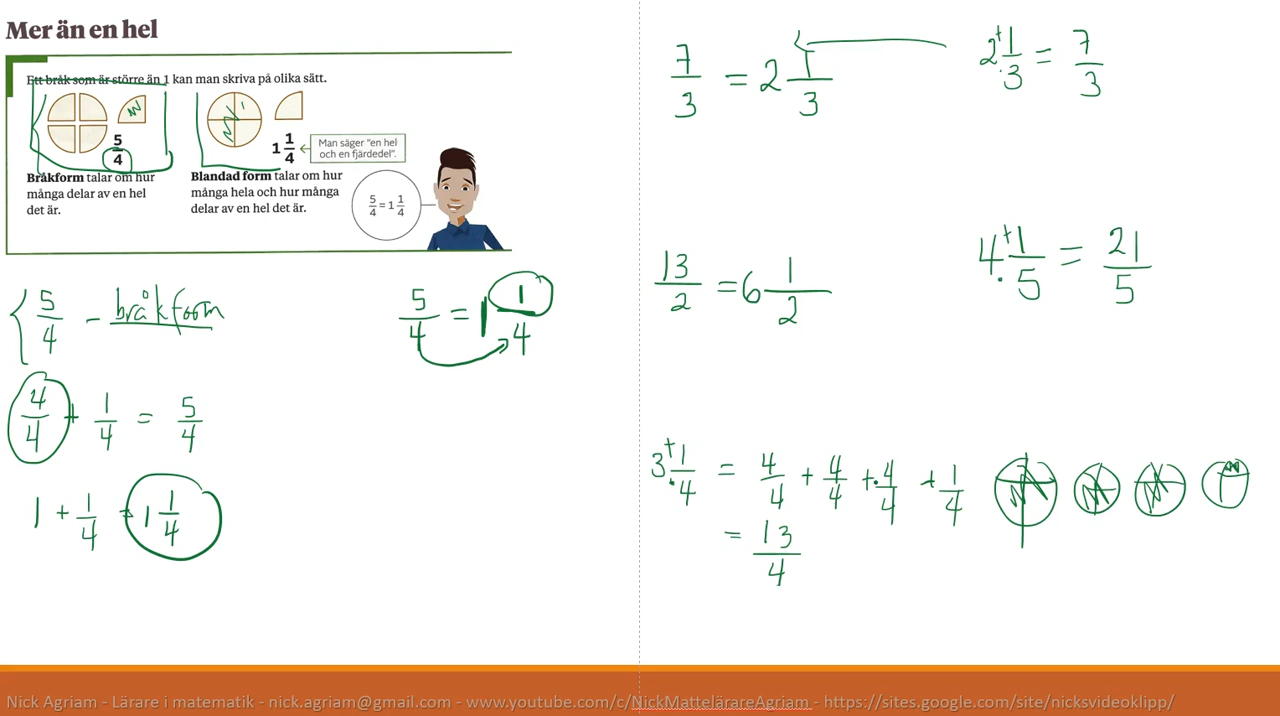 Mer än en hel
Ett bråk som är större än 1 kan man skriva på olika sätt.
5/4
1 1/4
Man säger "en hel
och en fjärdedel".
Bråkform talar om hur
många delar av en hel
det är.
Blandad form talar om hur
många hela och hur många
delar av en hel det är.
5/4 = 1 1/4
5/4 - bråkform
4/4 + 1/4 = 5/4
1 + 1/4 = 1 1/4
5/4 = 1 1/4
7/3 = 2 1/3
2 + 1/3 = 7/3
13/2 = 6 1/2
4 + 1/5 = 21/5
3 + 1/4 = 4/4 + 4/4 + 4/4 + 1/4
= 13/4
Nick Agriam - Lärare i matematik - nick.agriam@gmail.com - www.youtube.com/c/NickMattelärareAgriam - https://sites.google.com/site/nicksvideoklipp/